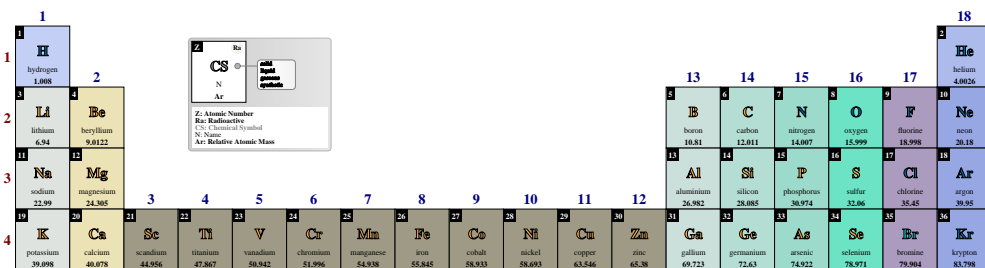 1 18
1 H hydrogen 1.008 2 He helium 4.0026
1
2 13 14 15 16 17
Z Ra CS N Ar
solid
liquid
gaseous
synthetic
Z: Atomic Number
Ra: Radioactive
CS: Chemical Symbol
N: Name
Ar: Relative Atomic Mass
2
3 4 5 6 7 8 9 10
Li Be B C N O F Ne
lithium beryllium boron carbon nitrogen oxygen fluorine neon
6.94 9.0122 10.81 12.011 14.007 15.999 18.998 20.18
3
11 12 13 14 15 16 17 18
Na Mg Al Si P S Cl Ar
sodium magnesium aluminium silicon phosphorus sulfur chlorine argon
22.99 24.305 26.982 28.085 30.974 32.06 35.45 39.95
3 4 5 6 7 8 9 10 11 12
4
19 20 21 22 23 24 25 26 27 28 29 30 31 32 33 34 35 36
K Ca Sc Ti V Cr Mn Fe Co Ni Cu Zn Ga Ge As Se Br Kr
potassium calcium scandium titanium vanadium chromium manganese iron cobalt nickel copper zinc gallium germanium arsenic selenium bromine krypton
39.098 40.078 44.956 47.867 50.942 51.996 54.938 55.845 58.933 58.693 63.546 65.38 69.723 72.63 74.922 78.971 79.904 83.798